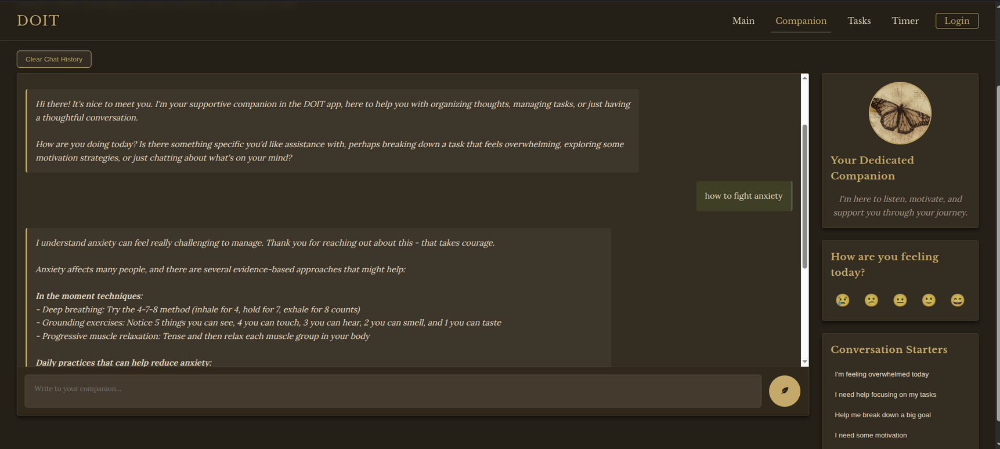 DOIT
Main
Companion
Tasks
Timer
Login
Clear Chat History
Hi there! It's nice to meet you. I'm your supportive companion in the DOIT app, here to help you with organizing thoughts, managing tasks, or just having
a thoughtful conversation.
How are you doing today? Is there something specific you'd like assistance with, perhaps breaking down a task that feels overwhelming, exploring some
motivation strategies, or just chatting about what's on your mind?
how to fight anxiety
I understand anxiety can feel really challenging to manage. Thank you for reaching out about this - that takes courage.
Anxiety affects many people, and there are several evidence-based approaches that might help:
In the moment techniques:
- Deep breathing: Try the 4-7-8 method (inhale for 4, hold for 7, exhale for 8 counts)
- Grounding exercises: Notice 5 things you can see, 4 you can touch, 3 you can hear, 2 you can smell, and 1 you can taste
- Progressive muscle relaxation: Tense and then relax each muscle group in your body
Daily practices that can help reduce anxiety:
Write to your companion...
Your Dedicated
Companion
I'm here to listen, motivate, and
support you through your journey.
How are you feeling
today?
Conversation Starters
I'm feeling overwhelmed today
I need help focusing on my tasks
Help me break down a big goal
I need some motivation